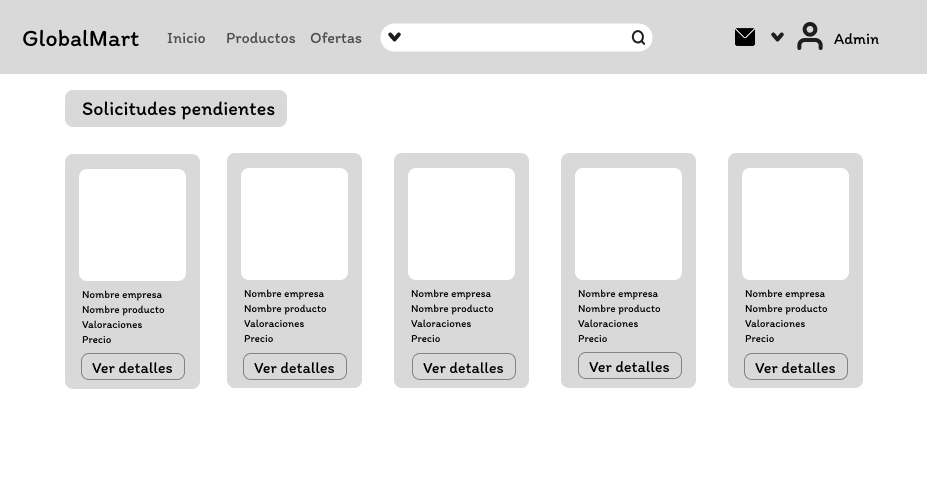 GlobalMart Inicio Productos Ofertas Admin
Solicitudes pendientes
Nombre empresa
Nombre producto
Valoraciones
Precio
Ver detalles
Nombre empresa
Nombre producto
Valoraciones
Precio
Ver detalles
Nombre empresa
Nombre producto
Valoraciones
Precio
Ver detalles
Nombre empresa
Nombre producto
Valoraciones
Precio
Ver detalles
Nombre empresa
Nombre producto
Valoraciones
Precio
Ver detalles